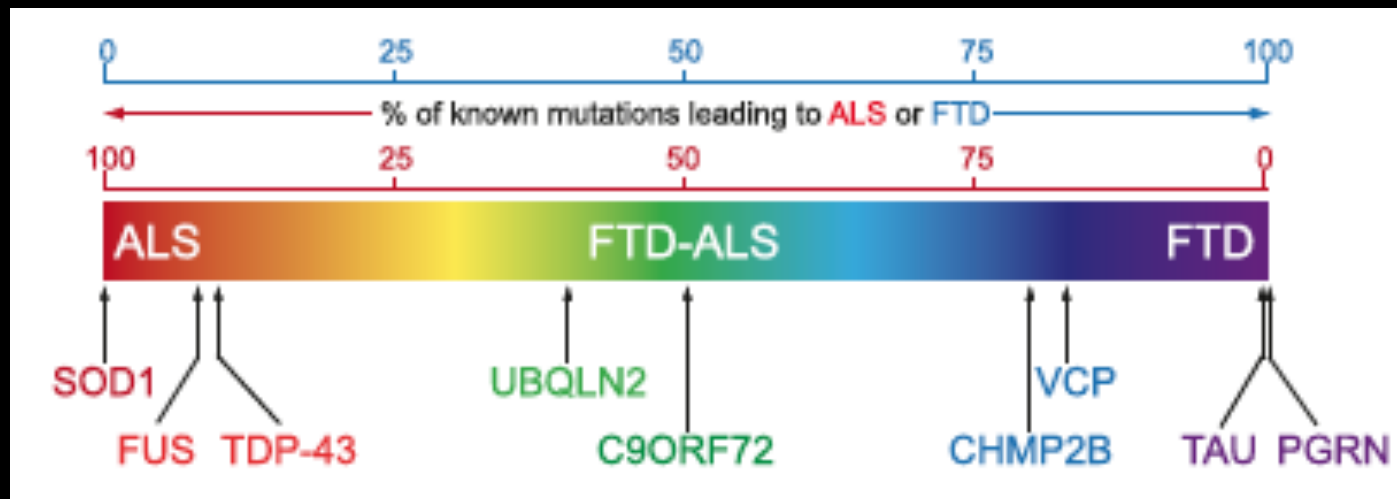 0 25 50 75 100
% of known mutations leading to ALS or FTD
100 25 50 75 0
ALS FTD-ALS FTD
SOD1 UBQLN2 VCP
FUS TDP-43 C9ORF72 CHMP2B TAU PGRN